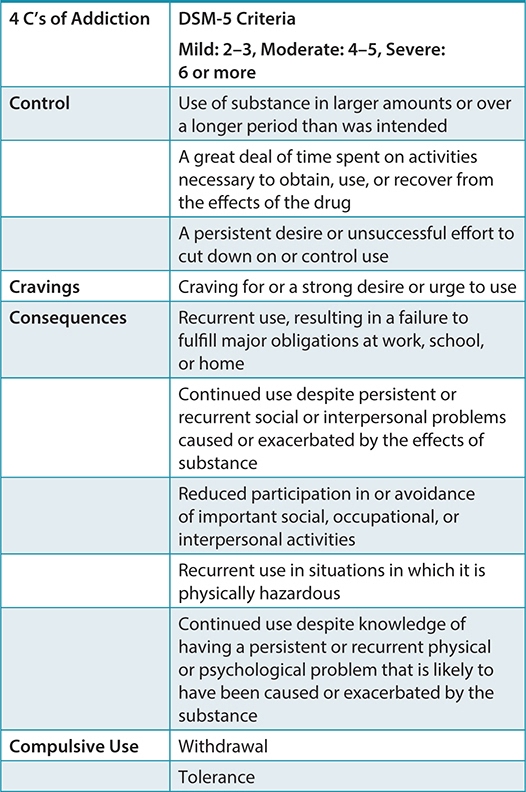 4 C's of Addiction
DSM-5 Criteria
Mild: 2–3, Moderate: 4–5, Severe:
6 or more
Control
Use of substance in larger amounts or over
a longer period than was intended
A great deal of time spent on activities
necessary to obtain, use, or recover from
the effects of the drug
A persistent desire or unsuccessful effort to
cut down on or control use
Cravings
Craving for or a strong desire or urge to use
Consequences
Recurrent use, resulting in a failure to
fulfill major obligations at work, school,
or home
Continued use despite persistent or
recurrent social or interpersonal problems
caused or exacerbated by the effects of
substance
Reduced participation in or avoidance
of important social, occupational, or
interpersonal activities
Recurrent use in situations in which it is
physically hazardous
Continued use despite knowledge of
having a persistent or recurrent physical
or psychological problem that is likely to
have been caused or exacerbated by the
substance
Compulsive Use
Withdrawal
Tolerance